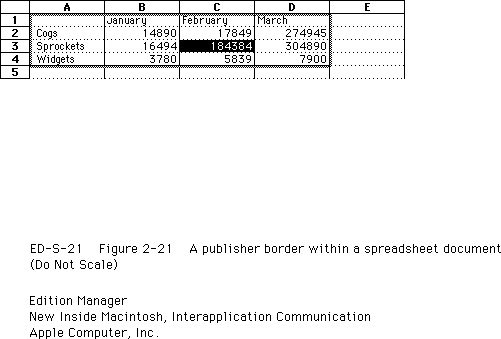 A B C D E
1 January February March
2 Cogs 14890 17849 274945
3 Sprockets 16494 184384 304890
4 Widgets 3780 5839 7900
5
ED-S-21 Figure 2-21 A publisher border within a spreadsheet document
(Do Not Scale)
Edition Manager
New Inside Macintosh, Interapplication Communication
Apple Computer, Inc.